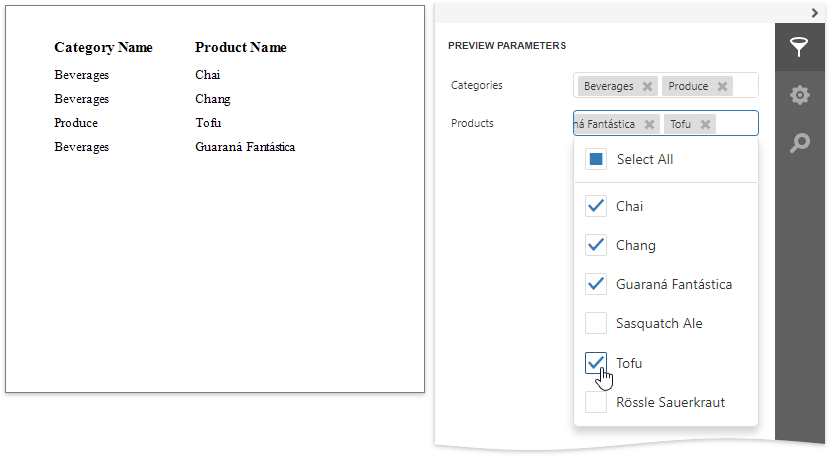 Category Name Product Name
Beverages Chai
Beverages Chang
Produce Tofu
Beverages Guaraná Fantástica
PREVIEW PARAMETERS
Categories Beverages Produce
Products ná Fantástica Tofu
Select All
Chai
Chang
Guaraná Fantástica
Sasquatch Ale
Tofu
Rössle Sauerkraut